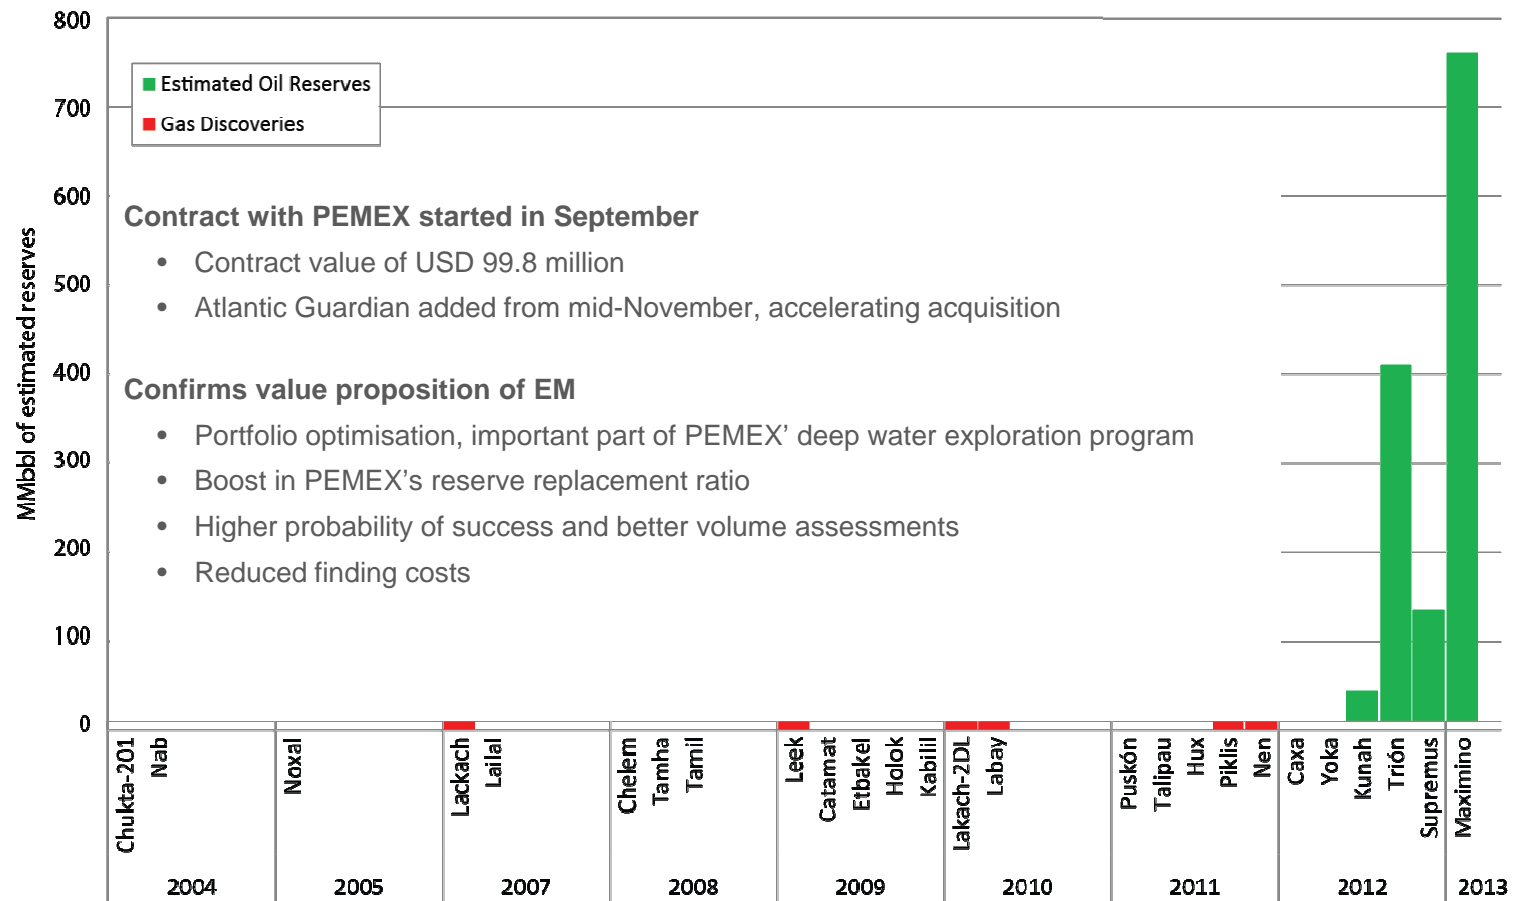 800
Estimated Oil Reserves
700
Gas Discoveries
600
Contract with PEMEX started in September
• Contract value of USD 99.8 million
500
• Atlantic Guardian added from mid-November, accelerating acquisition
400
Confirms value proposition of EM
• Portfolio optimisation, important part of PEMEX' deep water exploration program
300
• Boost in PEMEX's reserve replacement ratio
• Higher probability of success and better volume assessments
200
• Reduced finding costs
100
0
MMbbl of estimated reserves
Chukta-201
Nab
Noxal
Lackach
Lailal
Chelem
Tamha
Tamil
Leek
Catamat
Etbakel
Holok
Kabilil
Lakach-2DL
Labay
Puskón
Talipau
Hux
Piklis
Nen
Caxa
Yoka
Kunah
Trión
Supremus
Maximino
2004 2005 2007 2008 2009 2010 2011 2012 2013